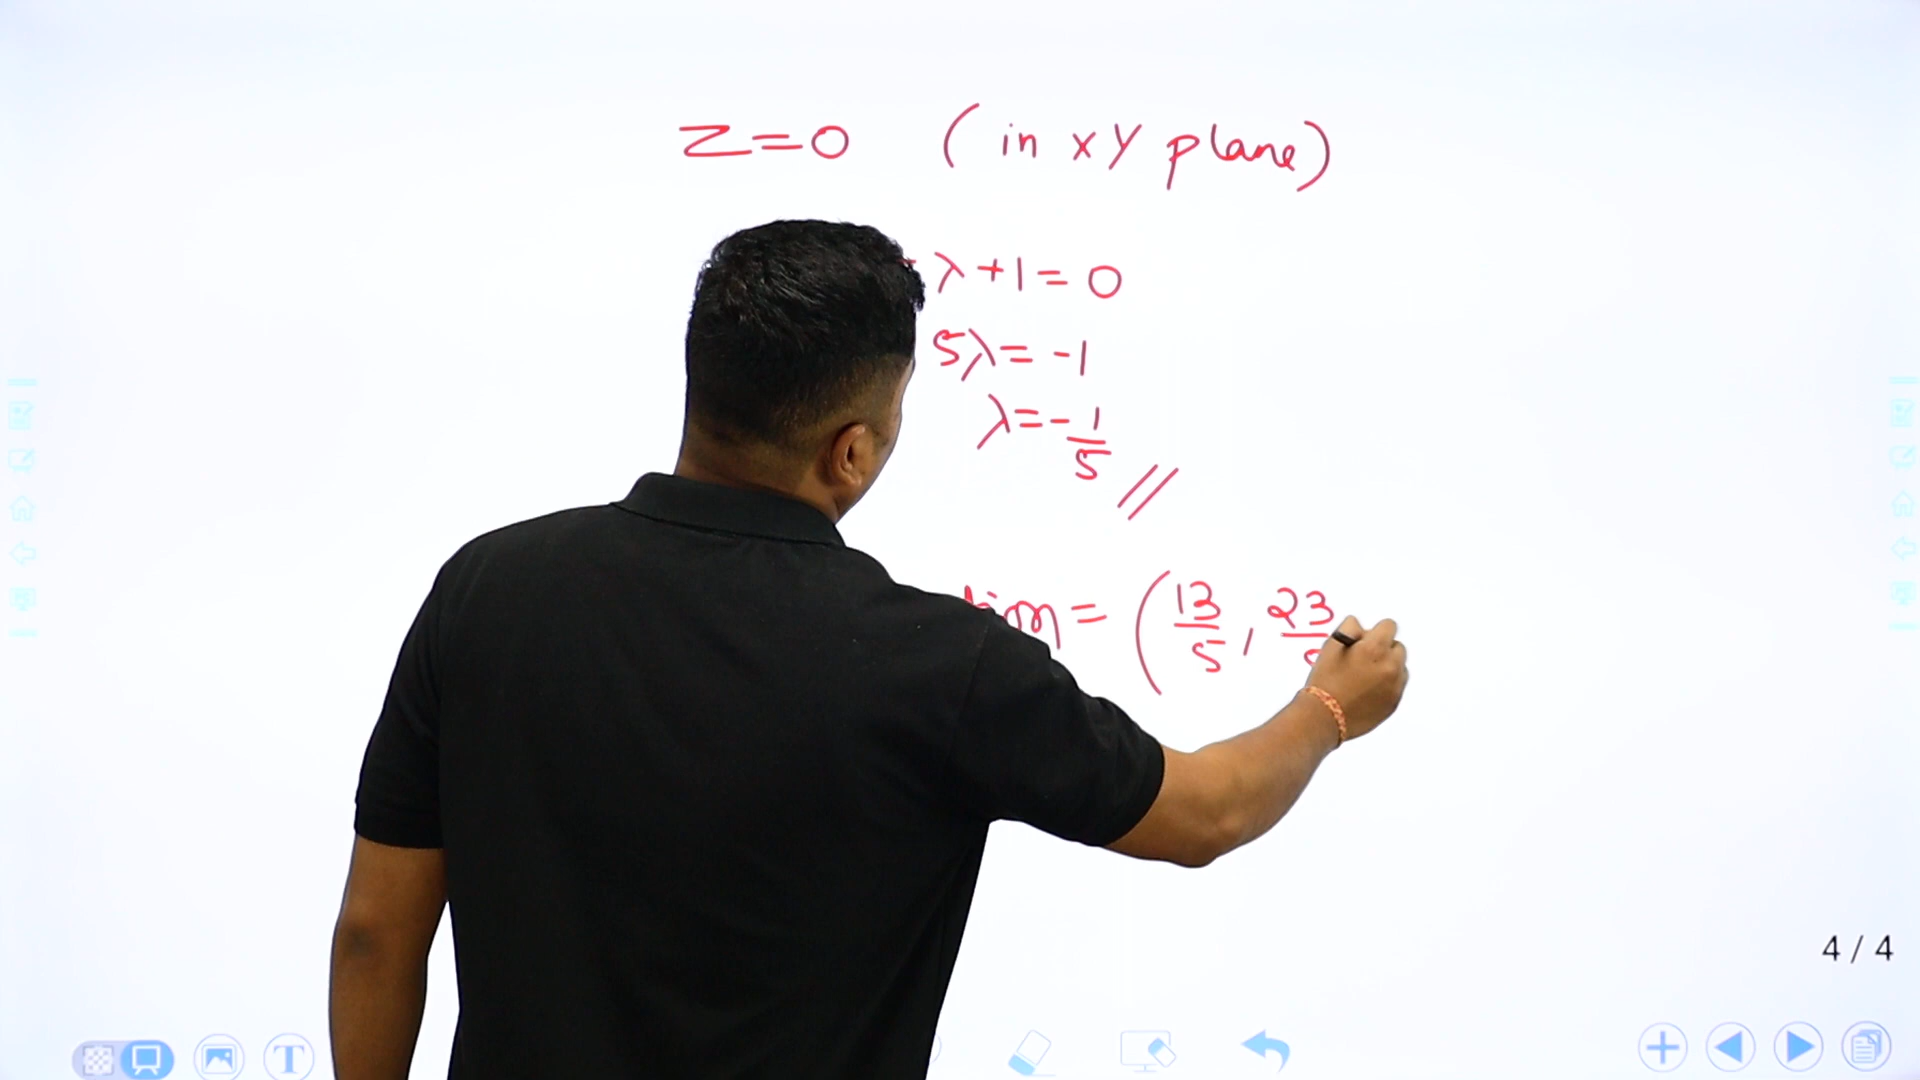 Z=0 (in XY plane)
λ+1=0
5λ=-1
λ=-1/5 //
= (13/5, 23
4 / 4
T